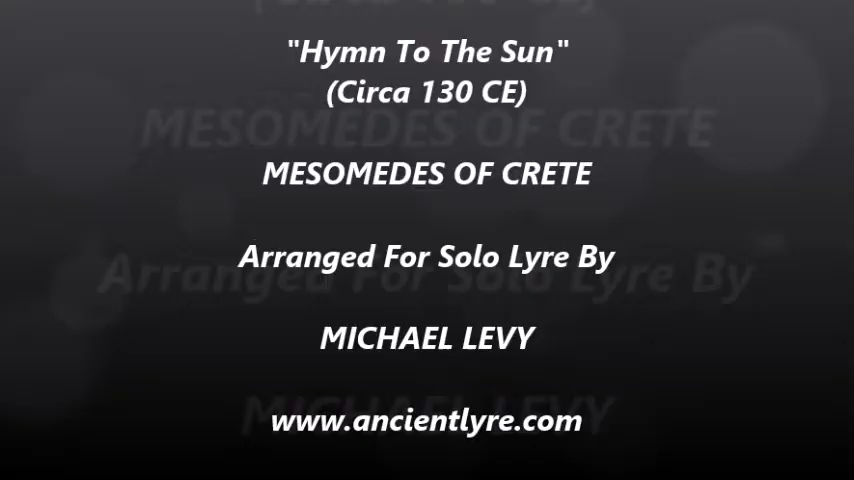 "Hymn To The Sun"
(Circa 130 CE)
MESOMEDES OF CRETE
Arranged For Solo Lyre By
MICHAEL LEVY
www.ancientlyre.com